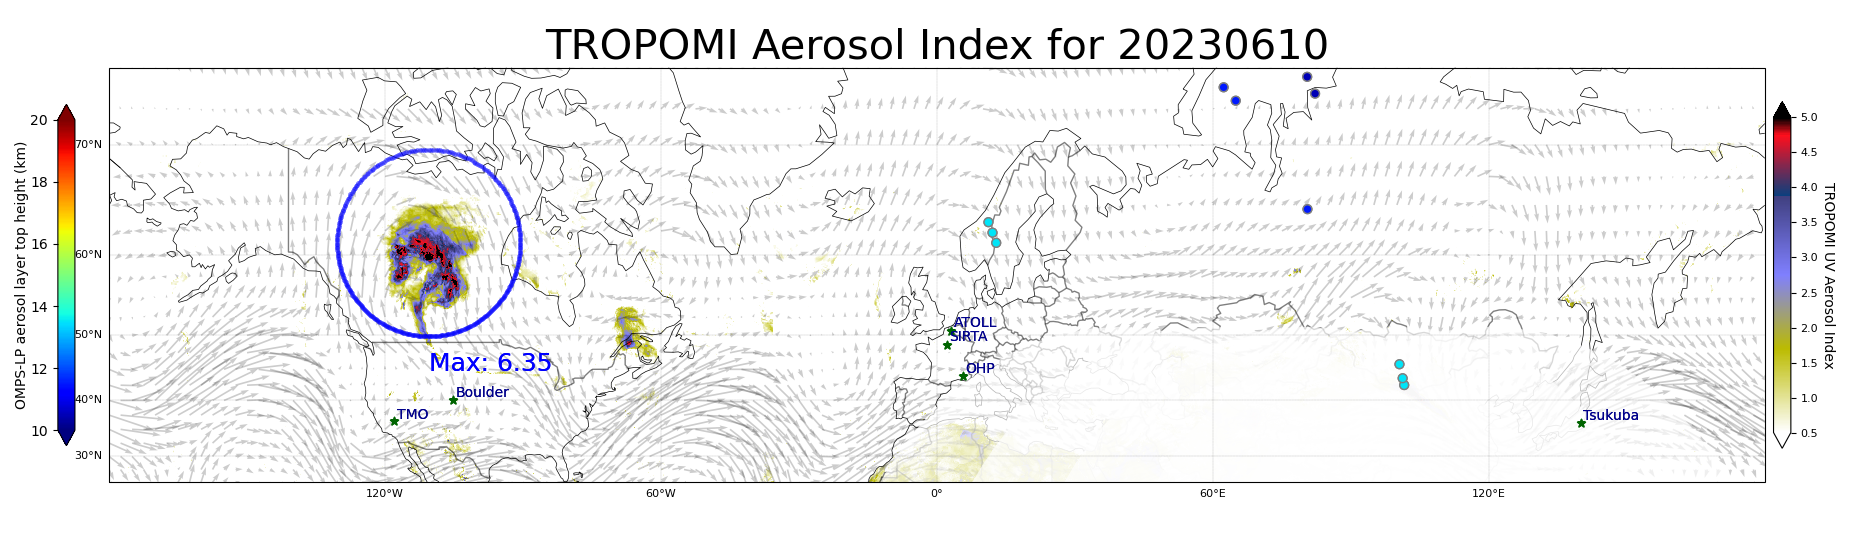 TROPOMI Aerosol Index for 20230610
OMPS-LP aerosol layer top height (km)
20
18
16
14
12
10
70°N
60°N
50°N
40°N
30°N
120°W
60°W
0°
60°E
120°E
Max: 6.35
Boulder
TMO
ATOLL
SIRTA
OHP
Tsukuba
5.0
4.5
4.0
3.5
3.0
2.5
2.0
1.5
1.0
0.5
TROPOMI UV Aerosol Index